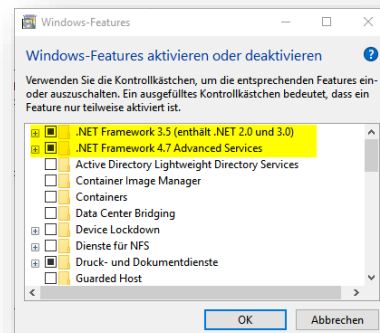 Windows-Features
Windows-Features aktivieren oder deaktivieren
Verwenden Sie die Kontrollkästchen, um die entsprechenden Features ein-
oder auszuschalten. Ein ausgefülltes Kontrollkästchen bedeutet, dass ein
Feature nur teilweise aktiviert ist.
.NET Framework 3.5 (enthält .NET 2.0 und 3.0)
.NET Framework 4.7 Advanced Services
Active Directory Lightweight Directory Services
Container Image Manager
Containers
Data Center Bridging
Device Lockdown
Dienste für NFS
Druck- und Dokumentdienste
Guarded Host
OK Abbrechen